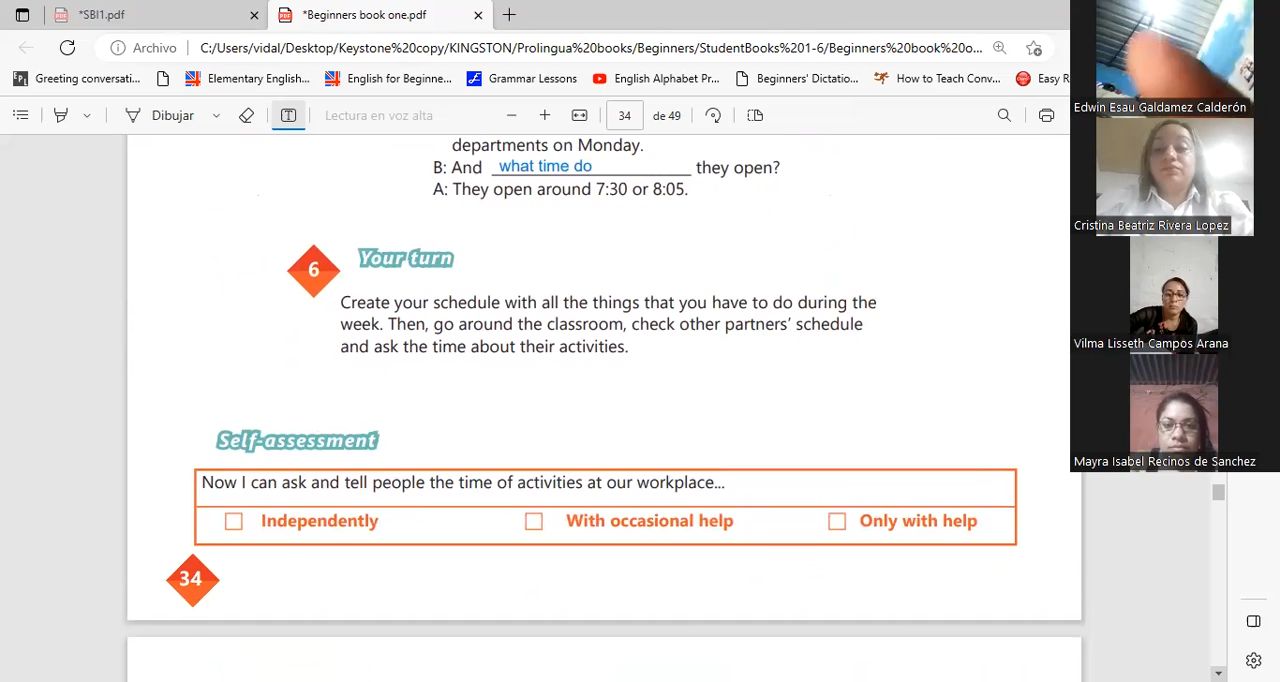 *SBI1.pdf
*Beginners book one.pdf
Archivo
C:/Users/vidal/Desktop/Keystone%20copy/KINGSTON/Prolingua%20books/Beginners/StudentBooks%201-6/Beginners%20book%20o...
Greeting conversati...
Elementary English...
English for Beginne...
Grammar Lessons
English Alphabet Pr...
Beginners' Dictatio...
How to Teach Conv...
Easy R
Dibujar
Lectura en voz alta
34
de 49
departments on Monday.
B: And what time do they open?
A: They open around 7:30 or 8:05.
6
Your turn
Create your schedule with all the things that you have to do during the
week. Then, go around the classroom, check other partners' schedule
and ask the time about their activities.
Self-assessment
Now I can ask and tell people the time of activities at our workplace...
Independently
With occasional help
Only with help
34
Edwin Esau Galdamez Calderón
Cristina Beatriz Rivera Lopez
Vilma Lisseth Campos Arana
Mayra Isabel Recinos de Sanchez